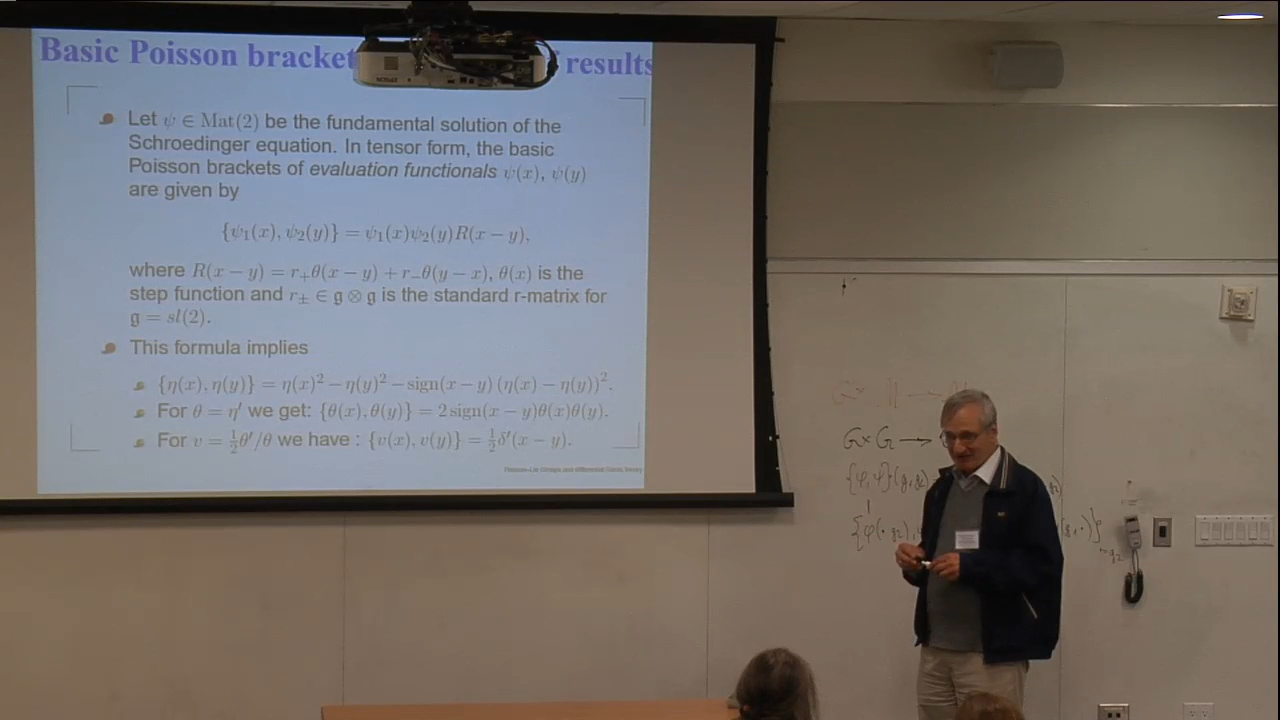 Basic Poisson bracket results
Let ψ ∈ Mat(2) be the fundamental solution of the
Schroedinger equation. In tensor form, the basic
Poisson brackets of evaluation functionals ψ(x), ψ(y)
are given by
{ψ₁(x), ψ₂(y)} = ψ₁(x)ψ₂(y)R(x − y),
where R(x − y) = r₊θ(x − y) + r₋θ(y − x), θ(x) is the
step function and r± ∈ g ⊗ g is the standard r-matrix for
g = sl(2).
This formula implies
{η(x), η(y)} = η(x)² − η(y)² − sign(x − y) (η(x) − η(y))².
For θ = η′ we get: {θ(x), θ(y)} = 2 sign(x − y)θ(x)θ(y).
For v = ½θ′/θ we have : {v(x), v(y)} = ½δ′(x − y).
G × G →
{φ, ψ}(g₁g₂)
{φ(· g₂),